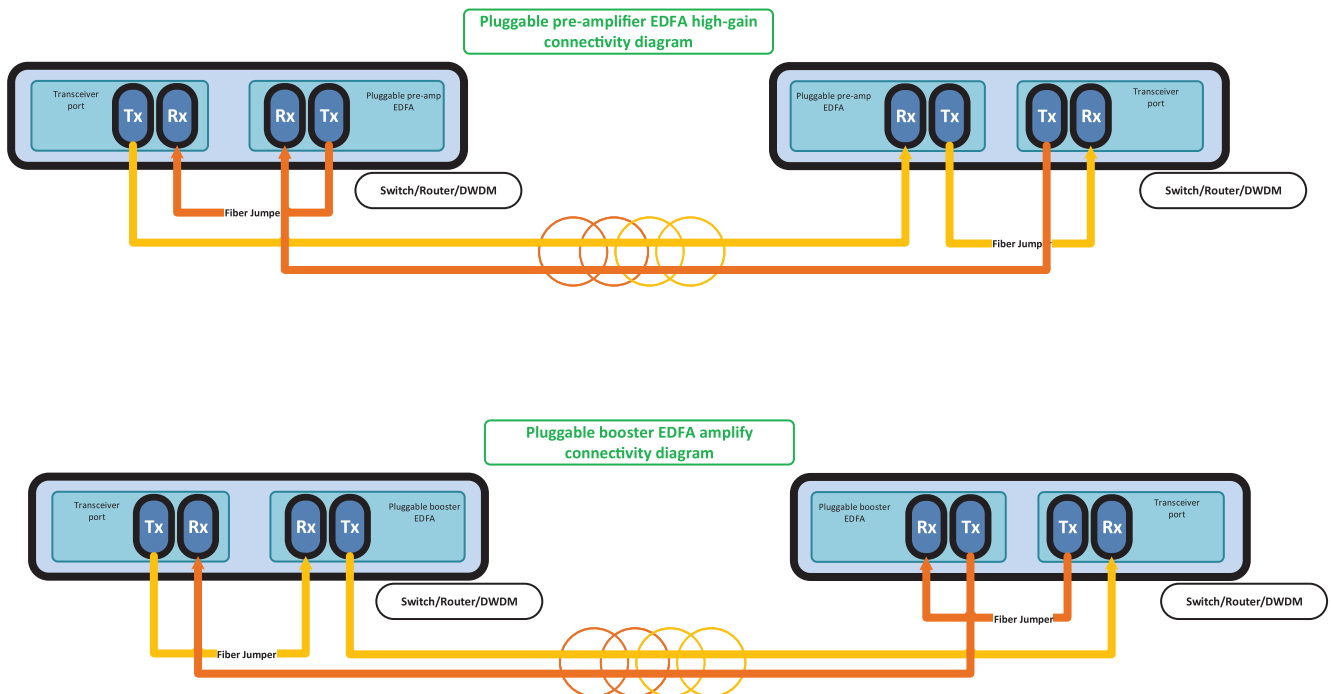 Pluggable pre-amplifier EDFA high-gain
connectivity diagram
Transceiver
port
Tx
Rx
Rx
Tx
Pluggable pre-amp
EDFA
Pluggable pre-amp
EDFA
Rx
Tx
Tx
Rx
Transceiver
port
Switch/Router/DWDM
Switch/Router/DWDM
Fiber Jumpe
Fiber Jump
Pluggable booster EDFA amplify
connectivity diagram
Transceiver
port
Tx
Rx
Rx
Tx
Pluggable booster
EDFA
Pluggable booster
EDFA
Rx
Tx
Tx
Rx
Transceiver
port
Switch/Router/DWDM
Switch/Router/DWDM
Fiber Jumper
Fiber Jumper